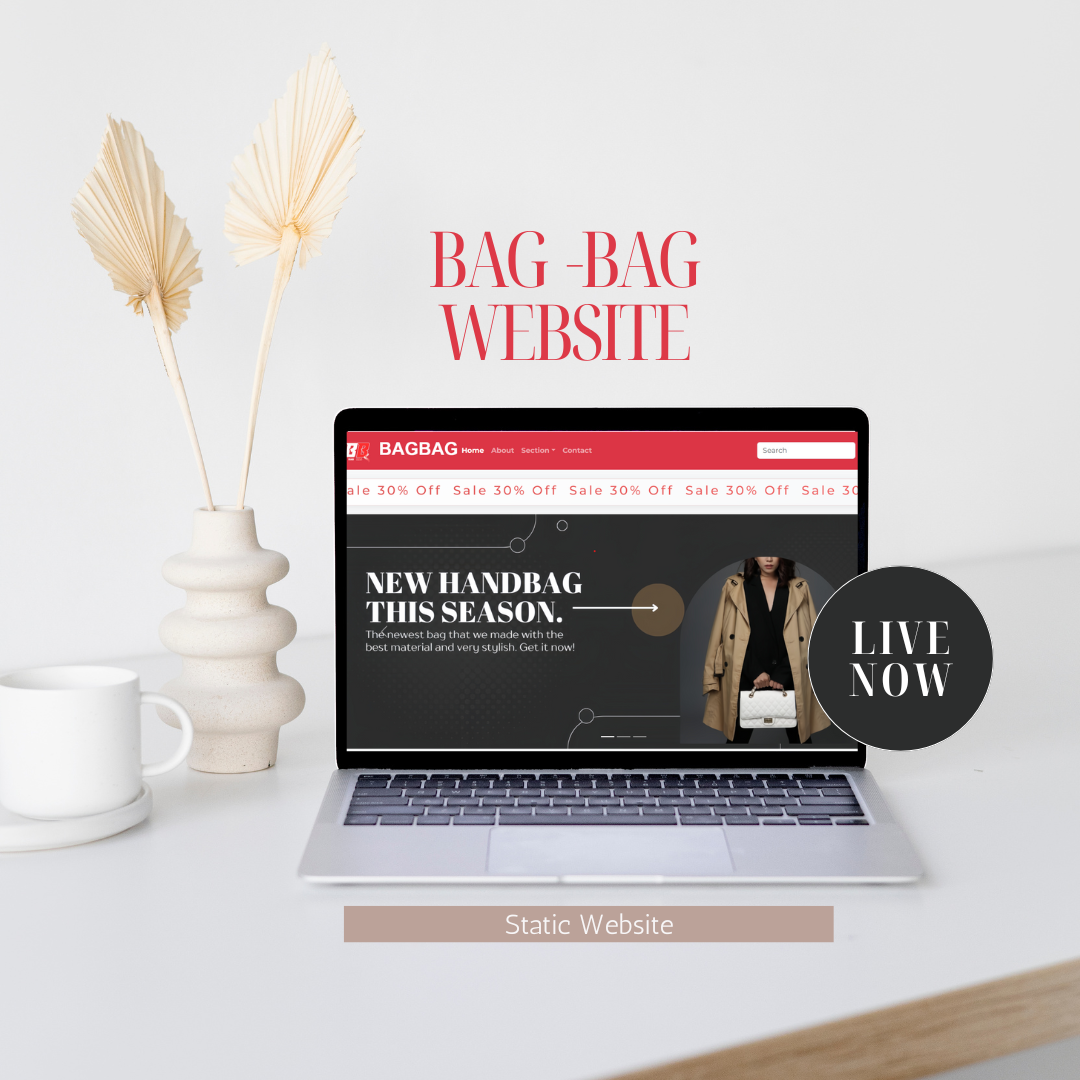 BAG -BAG
WEBSITE
BAGBAG Home About Section Contact Search
ale 30% Off Sale 30% Off Sale 30% Off Sale 30% Off Sale 30
NEW HANDBAG
THIS SEASON.
The newest bag that we made with the
best material and very stylish. Get it now!
LIVE
NOW
Static Website